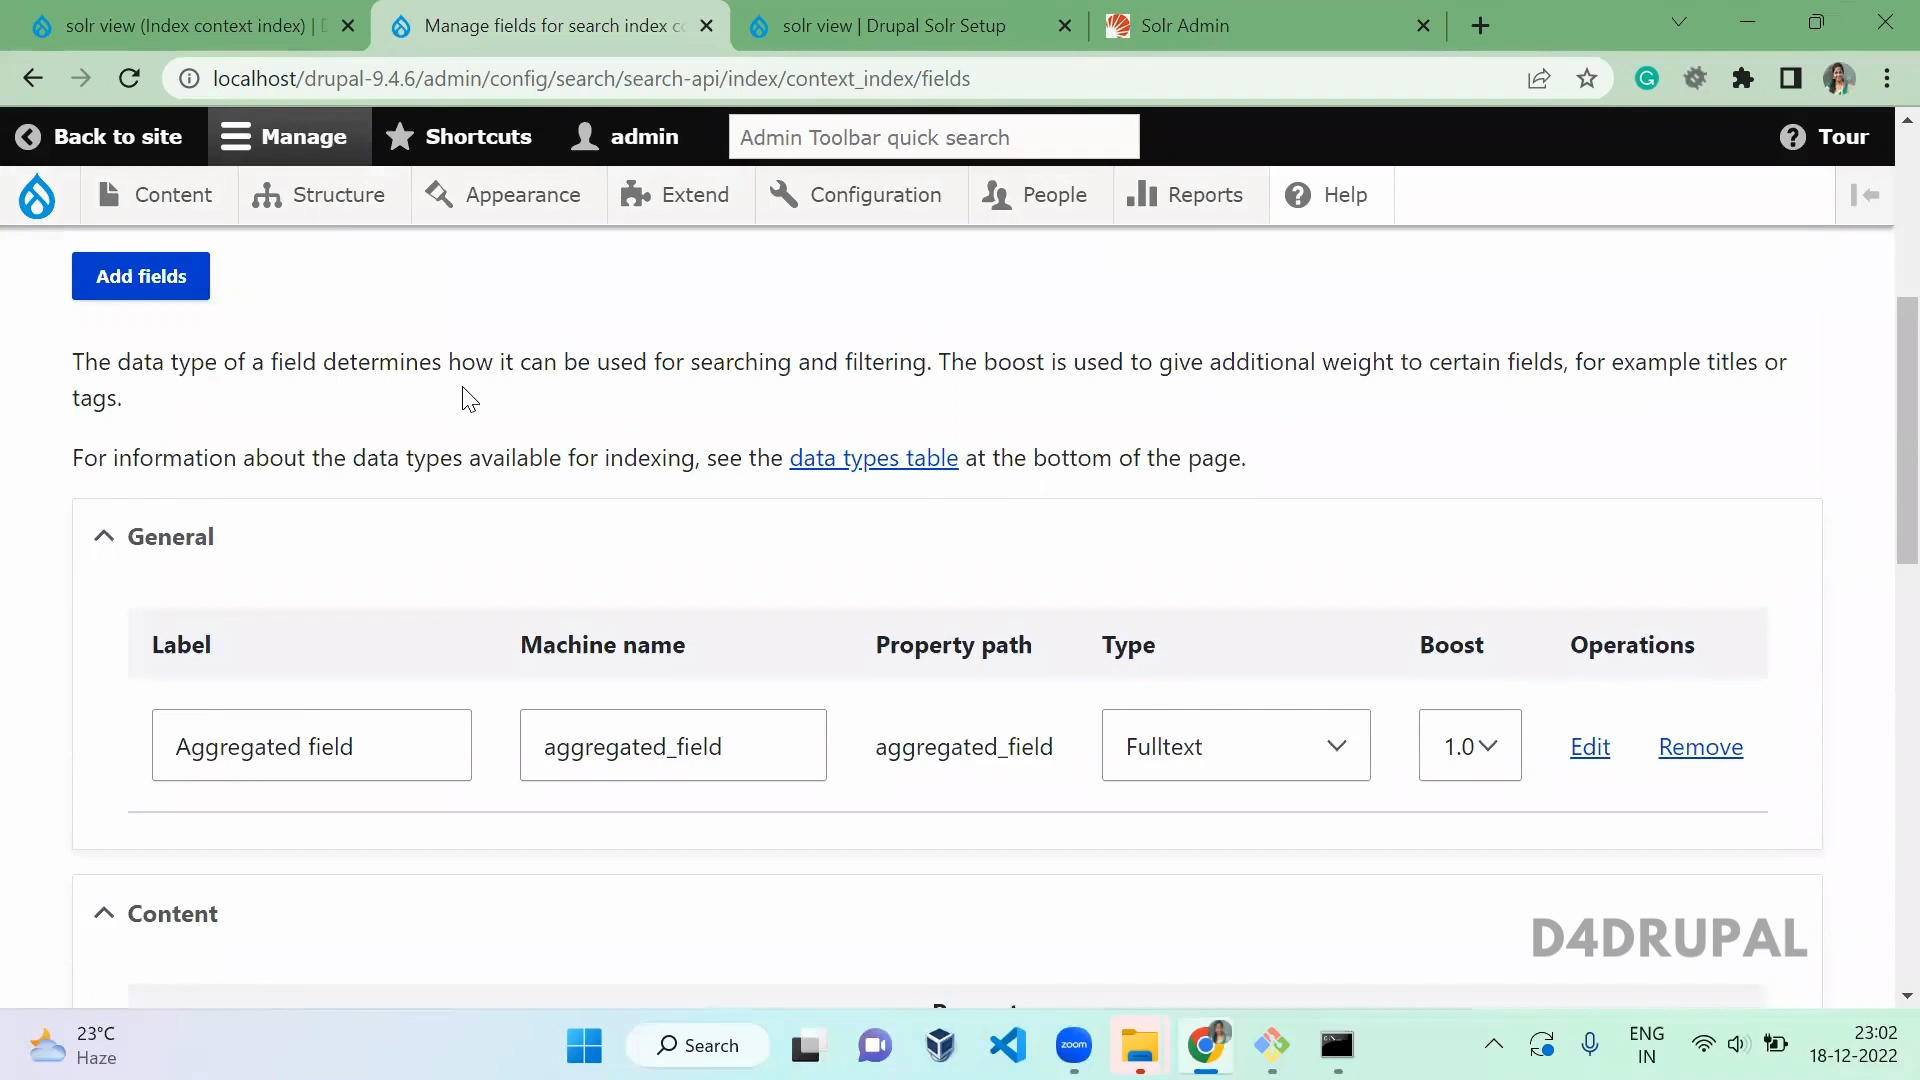 solr view (Index context index) |
Manage fields for search index co
solr view | Drupal Solr Setup
Solr Admin
localhost/drupal-9.4.6/admin/config/search/search-api/index/context_index/fields
Back to site
Manage
Shortcuts
admin
Admin Toolbar quick search
Tour
Content
Structure
Appearance
Extend
Configuration
People
Reports
Help
Add fields
The data type of a field determines how it can be used for searching and filtering. The boost is used to give additional weight to certain fields, for example titles or
tags.
For information about the data types available for indexing, see the data types table at the bottom of the page.
General
Label Machine name Property path Type Boost Operations
Aggregated field aggregated_field aggregated_field Fulltext 1.0 Edit Remove
Content
D4DRUPAL
23°C
Haze
Search
zoom
ENG
IN
23:02
18-12-2022